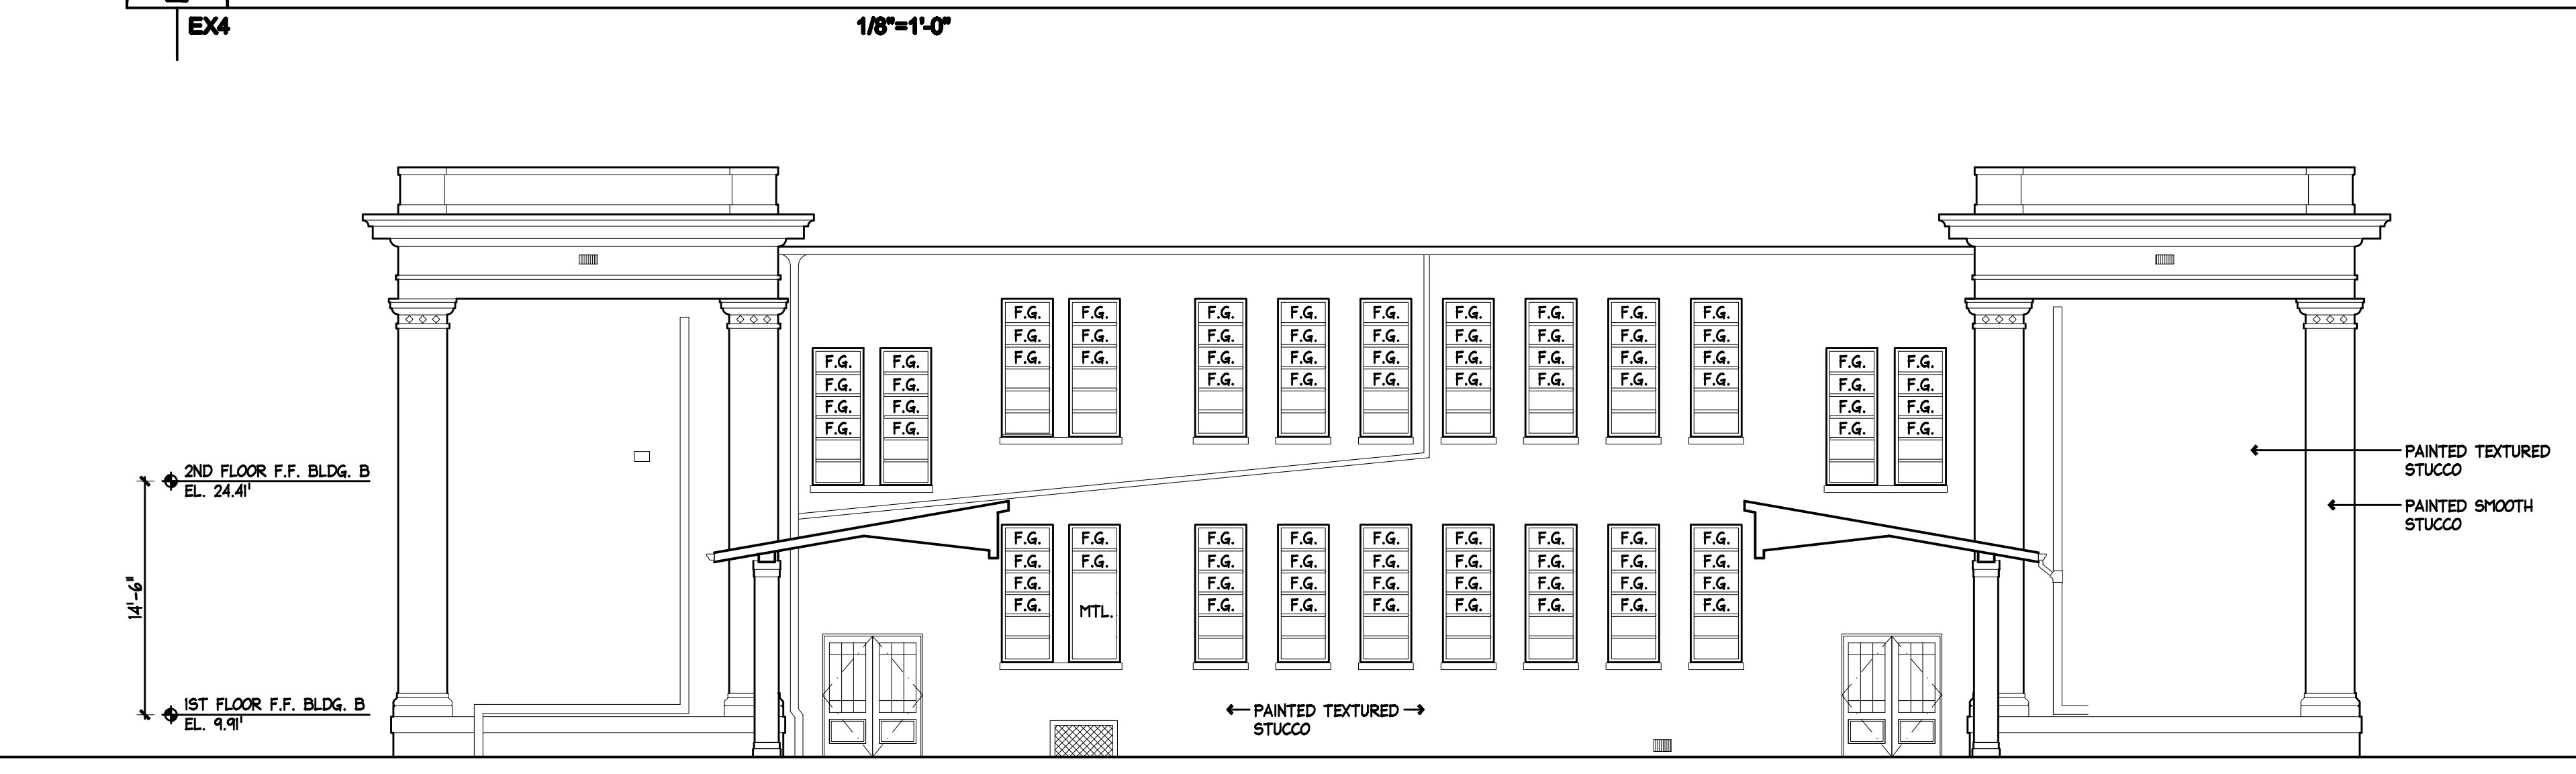 EX4
1/8"=1'-0"
F.G. F.G. F.G. F.G. F.G. F.G. F.G. F.G. F.G.
F.G. F.G. F.G. F.G. F.G. F.G. F.G. F.G. F.G.
F.G. F.G. F.G. F.G. F.G. F.G. F.G. F.G. F.G.
F.G. F.G. F.G. F.G. F.G. F.G. F.G.
F.G. F.G. F.G. F.G.
F.G. F.G. F.G. F.G.
F.G. F.G. F.G. F.G.
F.G. F.G. F.G. F.G.
PAINTED TEXTURED
STUCCO
PAINTED SMOOTH
STUCCO
2ND FLOOR F.F. BLDG. B
EL. 24.41'
14'-6"
F.G. F.G. F.G. F.G. F.G. F.G. F.G. F.G. F.G.
F.G. F.G. F.G. F.G. F.G. F.G. F.G. F.G. F.G.
F.G. F.G. F.G. F.G. F.G. F.G. F.G. F.G.
F.G. MTL. F.G. F.G. F.G. F.G. F.G. F.G. F.G.
1ST FLOOR F.F. BLDG. B
EL. 9.91'
PAINTED TEXTURED
STUCCO